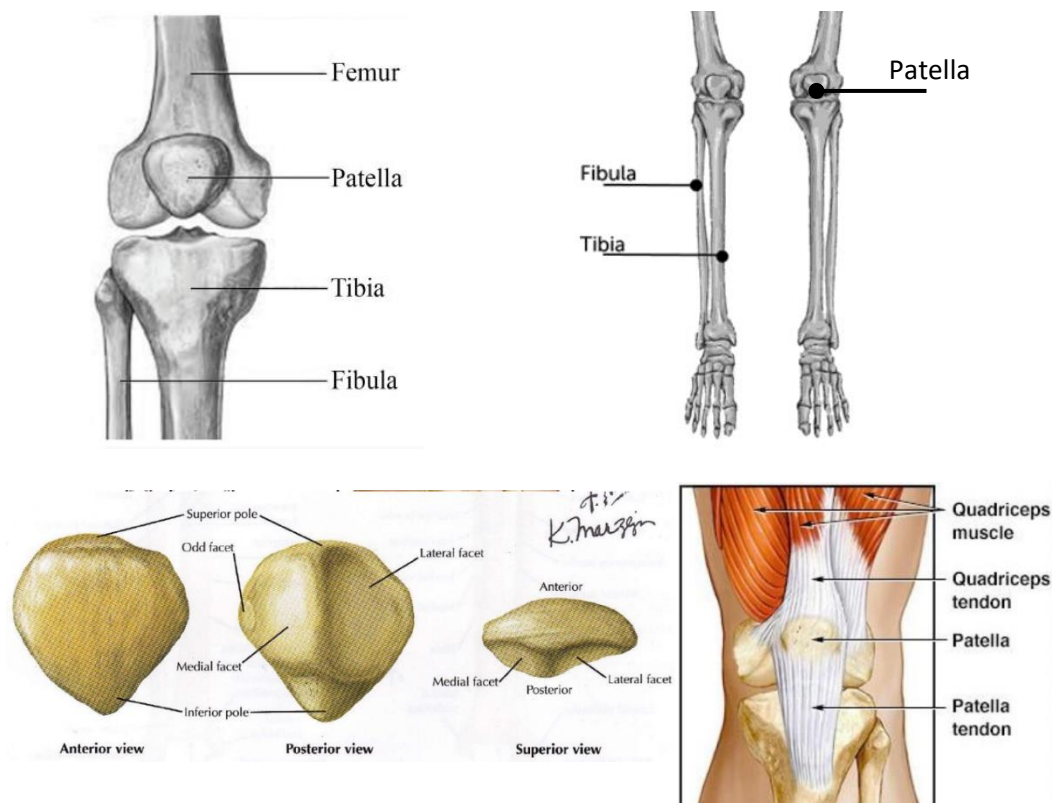 Femur
Patella
Tibia
Fibula
Patella
Fibula
Tibia
Superior pole
Odd facet
Lateral facet
Medial facet
Inferior pole
Anterior view
Posterior view
Anterior
Medial facet
Lateral facet
Posterior
Superior view
Quadriceps
muscle
Quadriceps
tendon
Patella
Patella
tendon